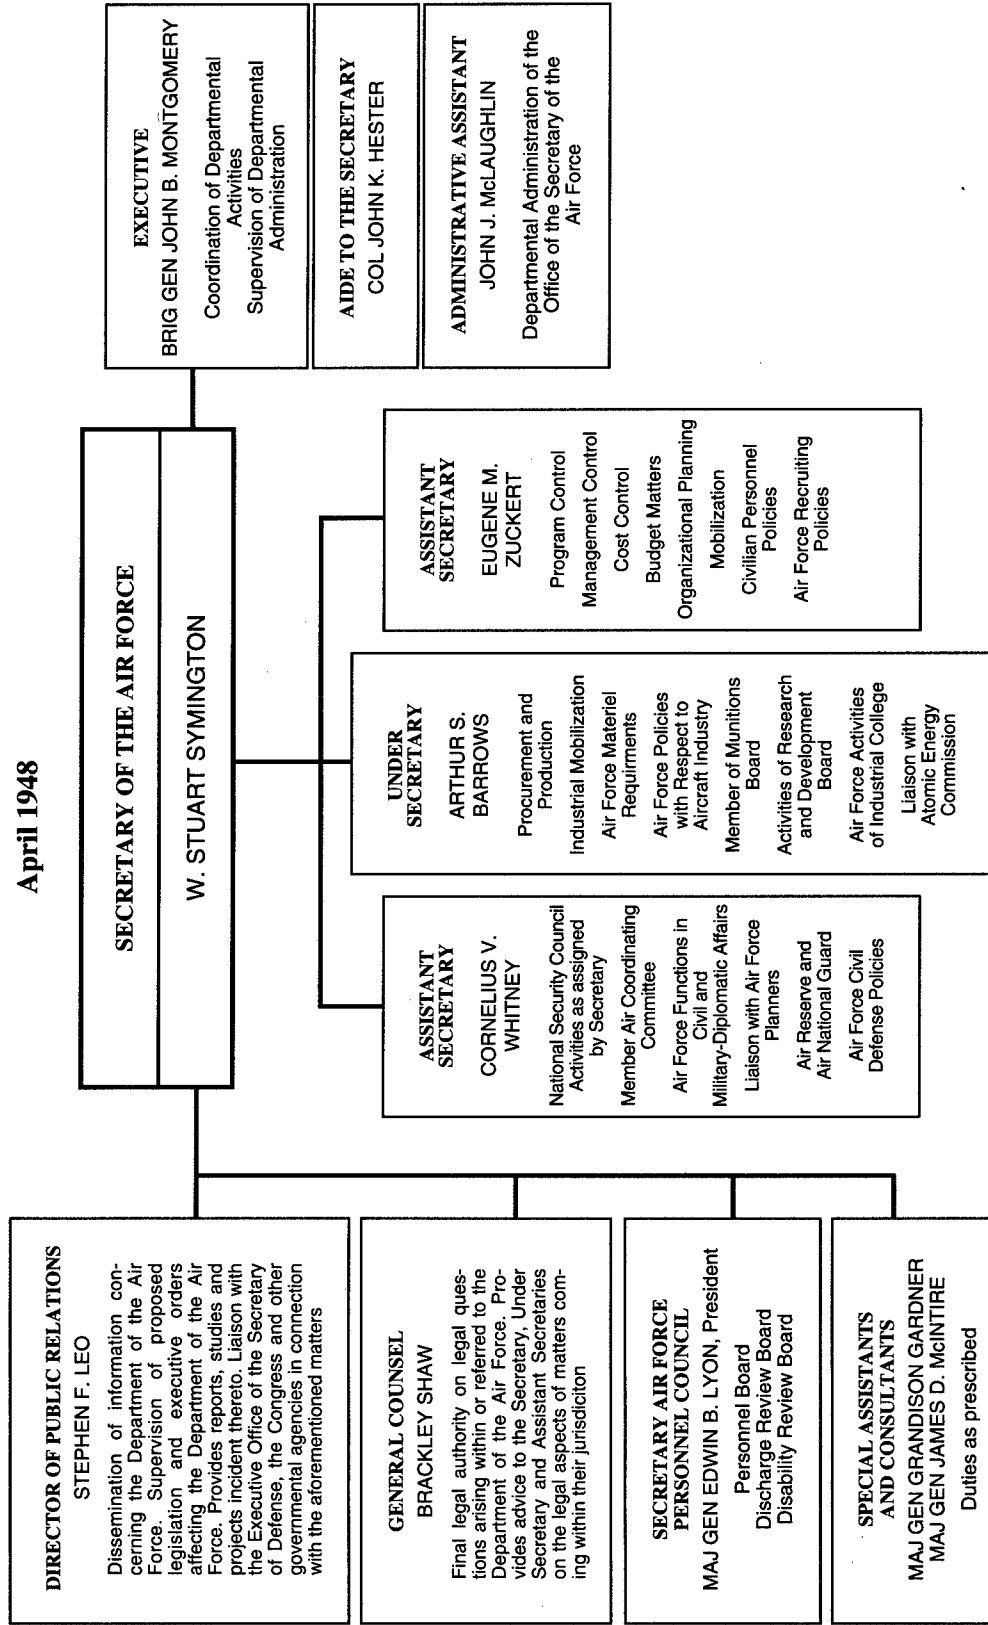 April 1948
SECRETARY OF THE AIR FORCE
W. STUART SYMINGTON
EXECUTIVE
BRIG GEN JOHN B. MONTGOMERY
Coordination of Departmental
Activities
Supervision of Departmental
Administration
AIDE TO THE SECRETARY
COL JOHN K. HESTER
ADMINISTRATIVE ASSISTANT
JOHN J. McLAUGHLIN
Departmental Administration of the
Office of the Secretary of the
Air Force
DIRECTOR OF PUBLIC RELATIONS
STEPHEN F. LEO
Dissemination of information con-
cerning the Department of the Air
Force. Supervision of proposed
legislation and executive orders
affecting the Department of the Air
Force. Provides reports, studies and
projects incident thereto. Liaison with
the Executive Office of the Secretary
of Defense, the Congress and other
governmental agencies in connection
with the aforementioned matters
GENERAL COUNSEL
BRACKLEY SHAW
Final legal authority on legal ques-
tions arising within or referred to the
Department of the Air Force. Pro-
vides advice to the Secretary, Under
Secretary and Assistant Secretaries
on the legal aspects of matters com-
ing within their jurisdiciton
SECRETARY AIR FORCE
PERSONNEL COUNCIL
MAJ GEN EDWIN B. LYON, President
Personnel Board
Discharge Review Board
Disability Review Board
SPECIAL ASSISTANTS
AND CONSULTANTS
MAJ GEN GRANDISON GARDNER
MAJ GEN JAMES D. McINTIRE
Duties as prescribed
ASSISTANT
SECRETARY
CORNELIUS V.
WHITNEY
National Security Council
Activities as assigned
by Secretary
Member Air Coordinating
Committee
Air Force Functions in
Civil and
Military-Diplomatic Affairs
Liaison with Air Force
Planners
Air Reserve and
Air National Guard
Air Force Civil
Defense Policies
UNDER
SECRETARY
ARTHUR S.
BARROWS
Procurement and
Production
Industrial Mobilization
Air Force Materiel
Requirments
Air Force Policies
with Respect to
Aircraft Industry
Member of Munitions
Board
Activities of Research
and Development
Board
Air Force Activities
of Industrial College
Liaison with
Atomic Energy
Commission
ASSISTANT
SECRETARY
EUGENE M.
ZUCKERT
Program Control
Management Control
Cost Control
Budget Matters
Organizational Planning
Mobilization
Civilian Personnel
Policies
Air Force Recruiting
Policies